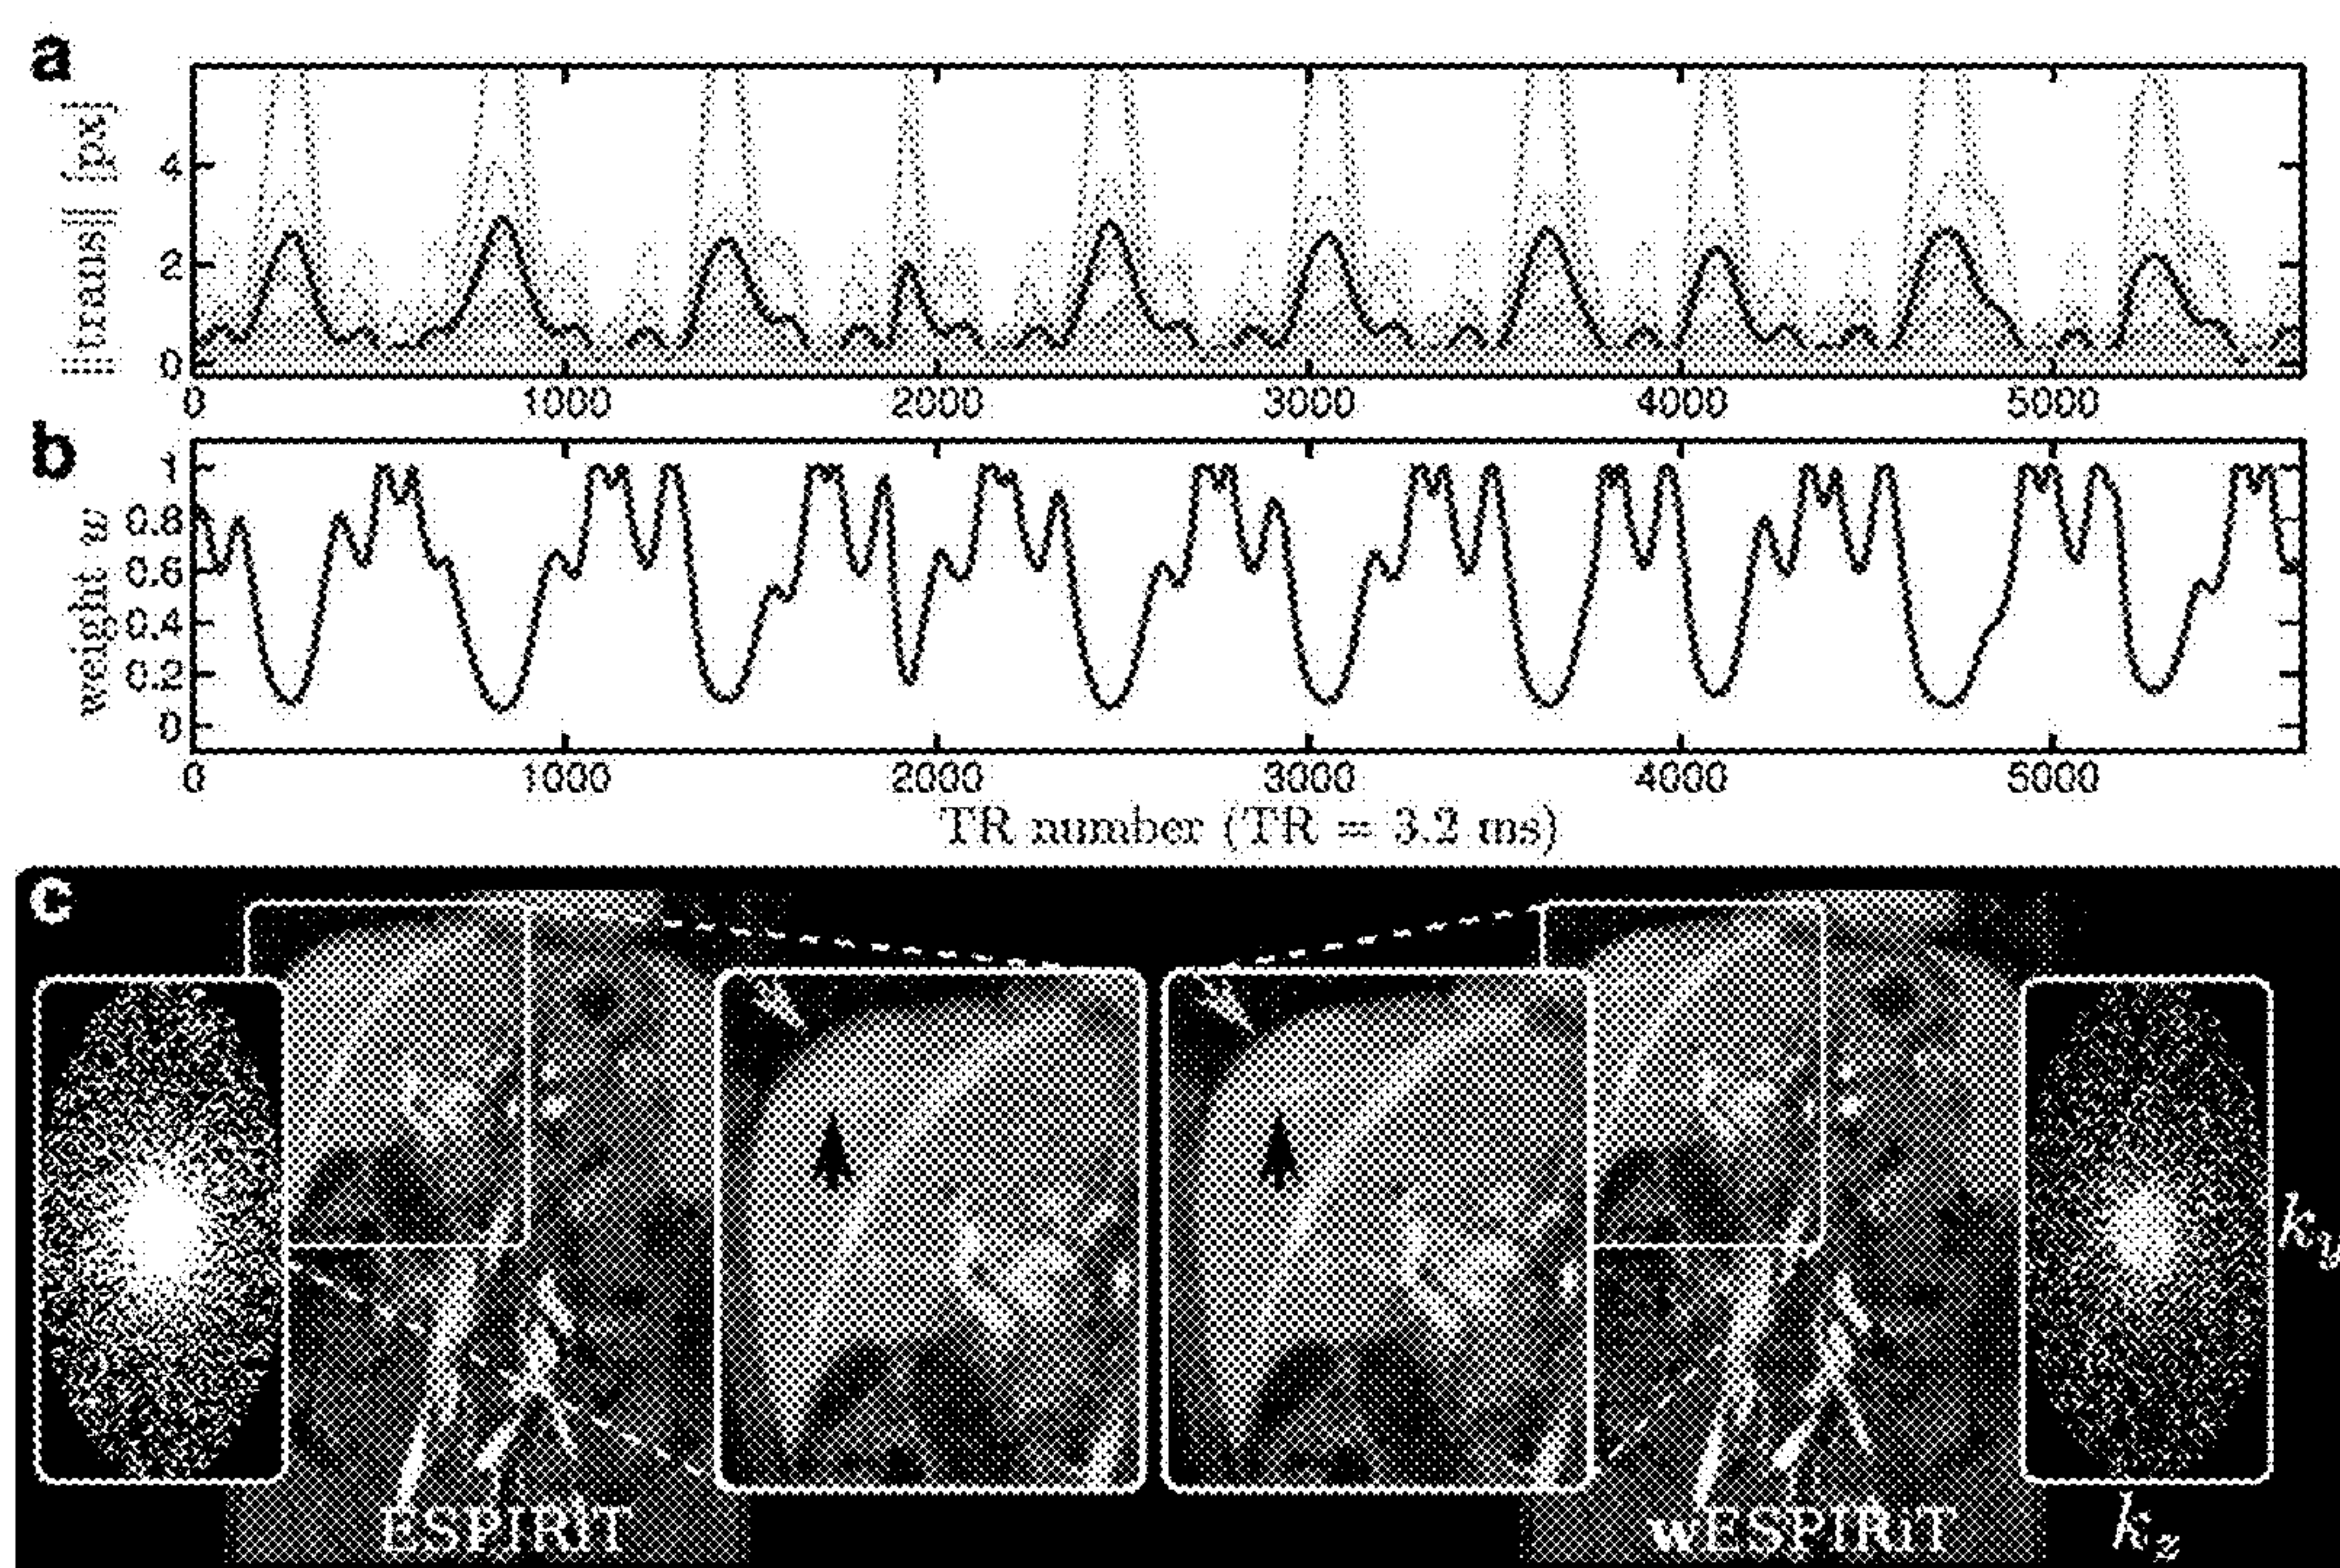 a
||trans|| [px]
4
2
0
0 1000 2000 3000 4000 5000
b
weight w
1
0.8
0.6
0.4
0.2
0
0 1000 2000 3000 4000 5000
TR number (TR = 3.2 ms)
c
k_y
ESPIRiT
wESPIRiT
k_z